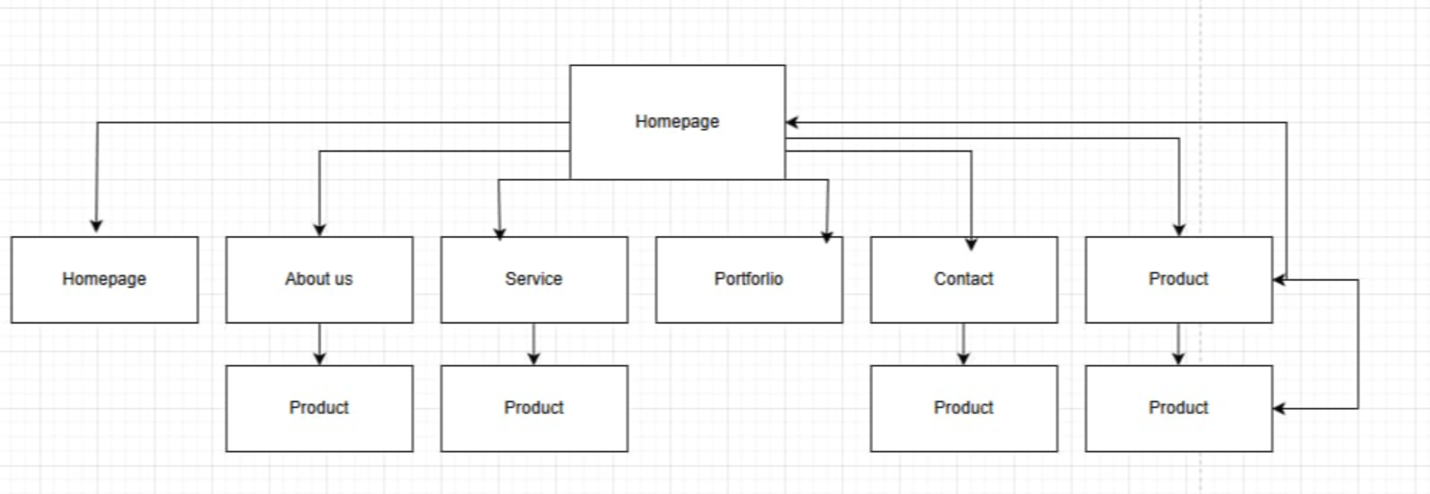 Homepage
Homepage
About us
Service
Portforlio
Contact
Product
Product
Product
Product
Product